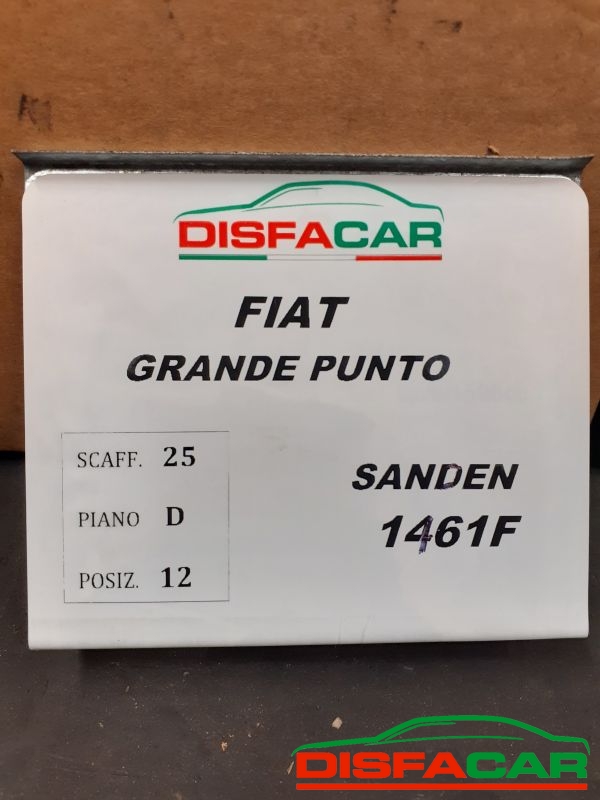 DISFACAR
FIAT
GRANDE PUNTO
SCAFF. 25
PIANO D
POSIZ. 12
SANDEN
1461F
DISFACAR